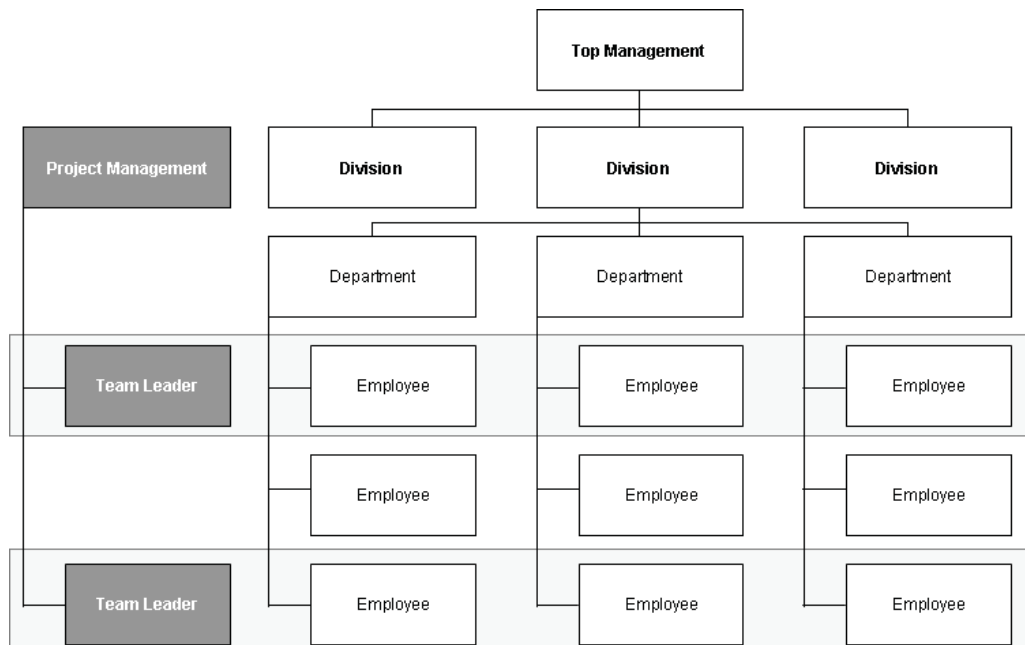 Top Management
Project Management
Division
Division
Division
Department
Department
Department
Team Leader
Employee
Employee
Employee
Employee
Employee
Employee
Team Leader
Employee
Employee
Employee